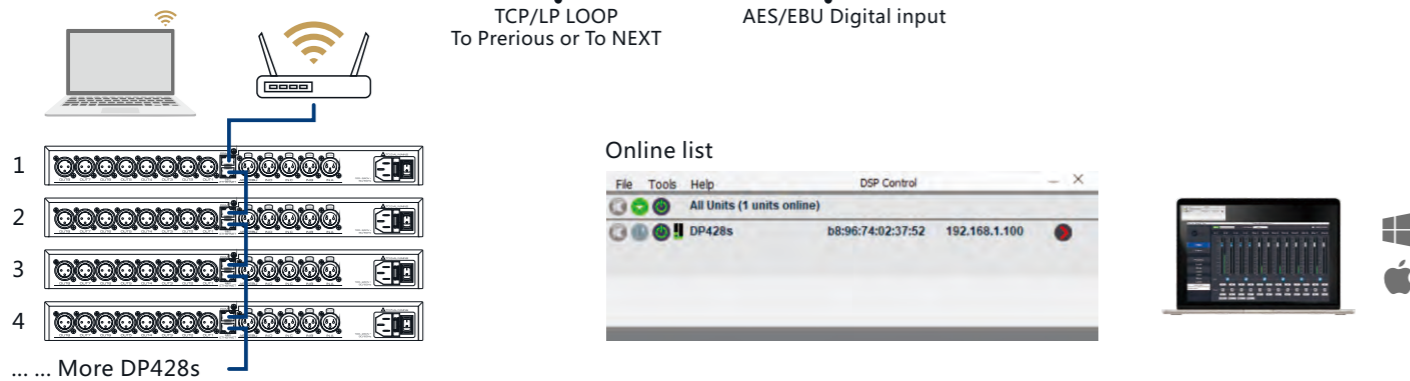 TCP/LP LOOP
To Prerious or To NEXT
AES/EBU Digital input
1
2
3
4
... ... More DP428s
Online list
File Tools Help DSP Control
All Units (1 units online)
DP428s b8:96:74:02:37:52 192.168.1.100